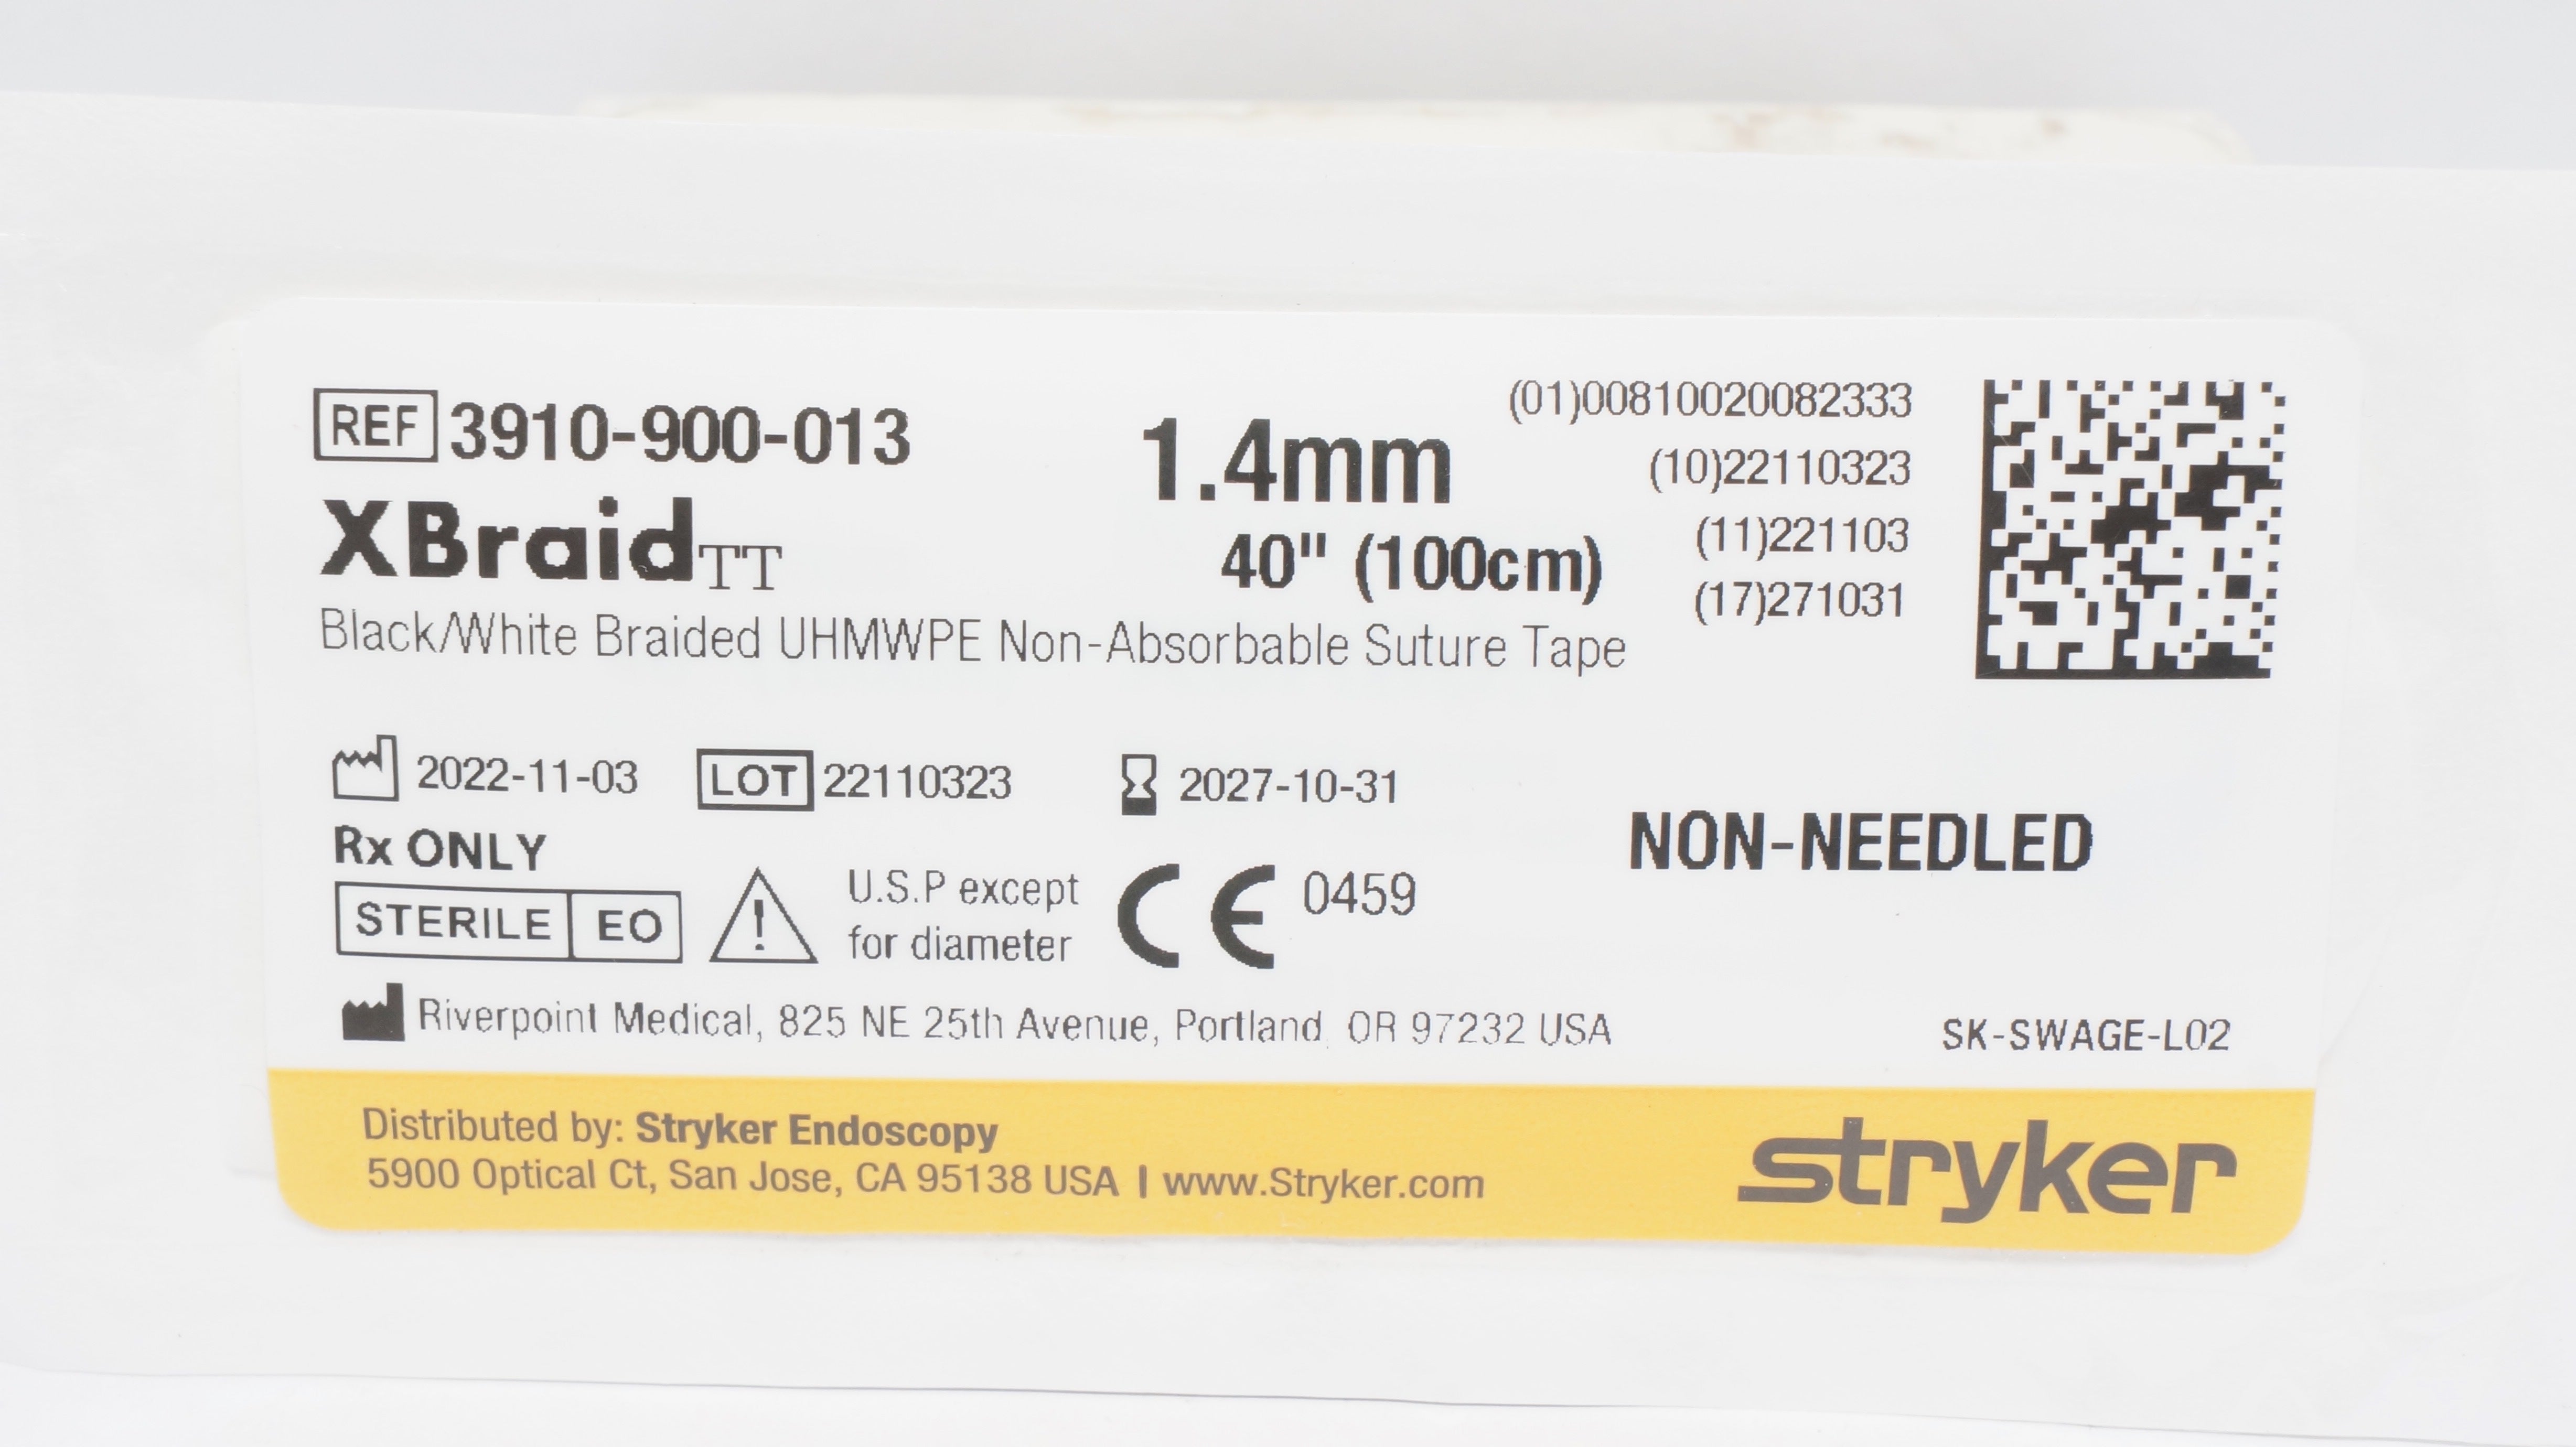 REF 3910-900-013
XBraidTT
1.4mm
40" (100cm)
Black/White Braided UHMWPE Non-Absorbable Suture Tape
(01)00810020082333
(10)22110323
(11)221103
(17)271031
2022-11-03 LOT 22110323 2027-10-31
Rx ONLY
STERILE EO
U.S.P except
for diameter
CE 0459
NON-NEEDLED
Riverpoint Medical, 825 NE 25th Avenue, Portland, OR 97232 USA
SK-SWAGE-L02
Distributed by: Stryker Endoscopy
5900 Optical Ct, San Jose, CA 95138 USA | www.Stryker.com
stryker